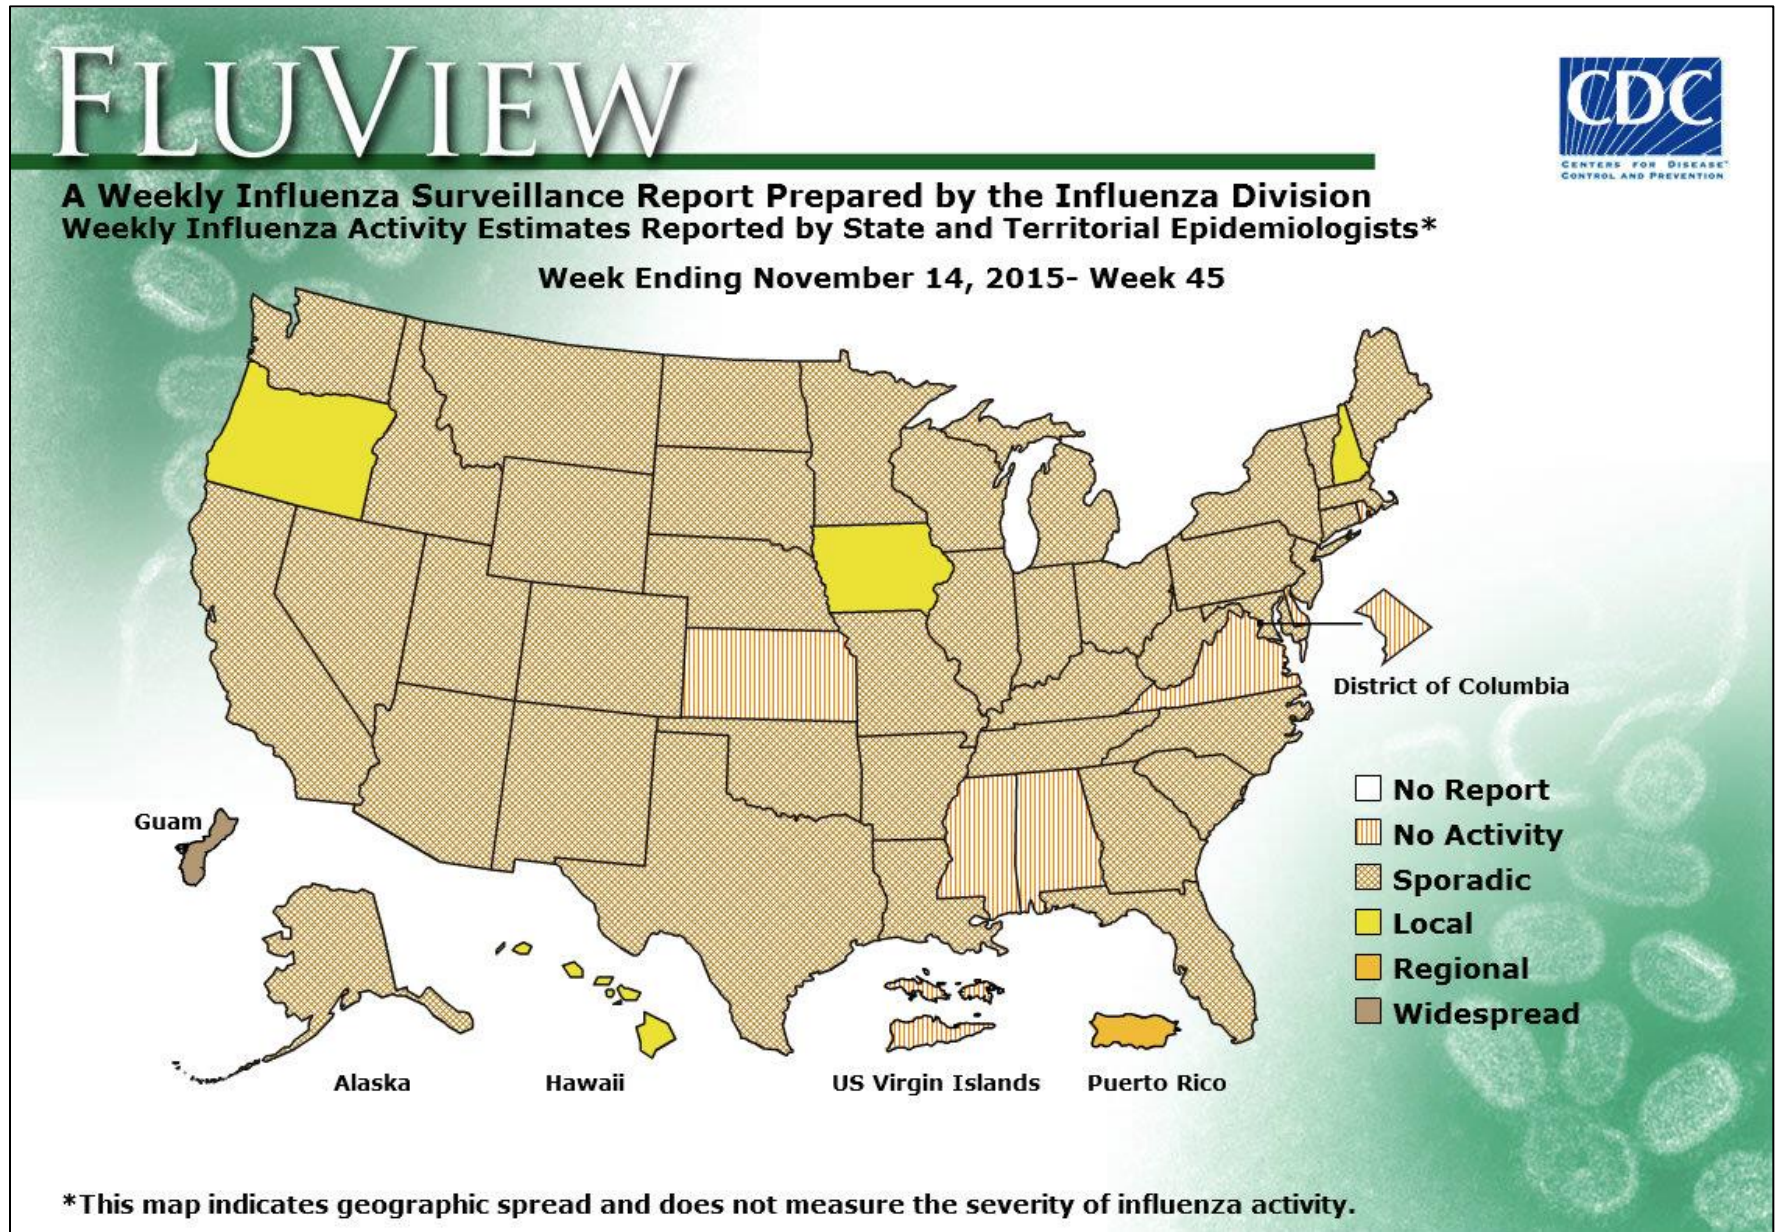 FLUVIEW
CDC
CENTERS FOR DISEASE™
CONTROL AND PREVENTION
A Weekly Influenza Surveillance Report Prepared by the Influenza Division
Weekly Influenza Activity Estimates Reported by State and Territorial Epidemiologists*
Week Ending November 14, 2015- Week 45
District of Columbia
Guam
No Report
No Activity
Sporadic
Local
Regional
Widespread
Alaska
Hawaii
US Virgin Islands
Puerto Rico
*This map indicates geographic spread and does not measure the severity of influenza activity.